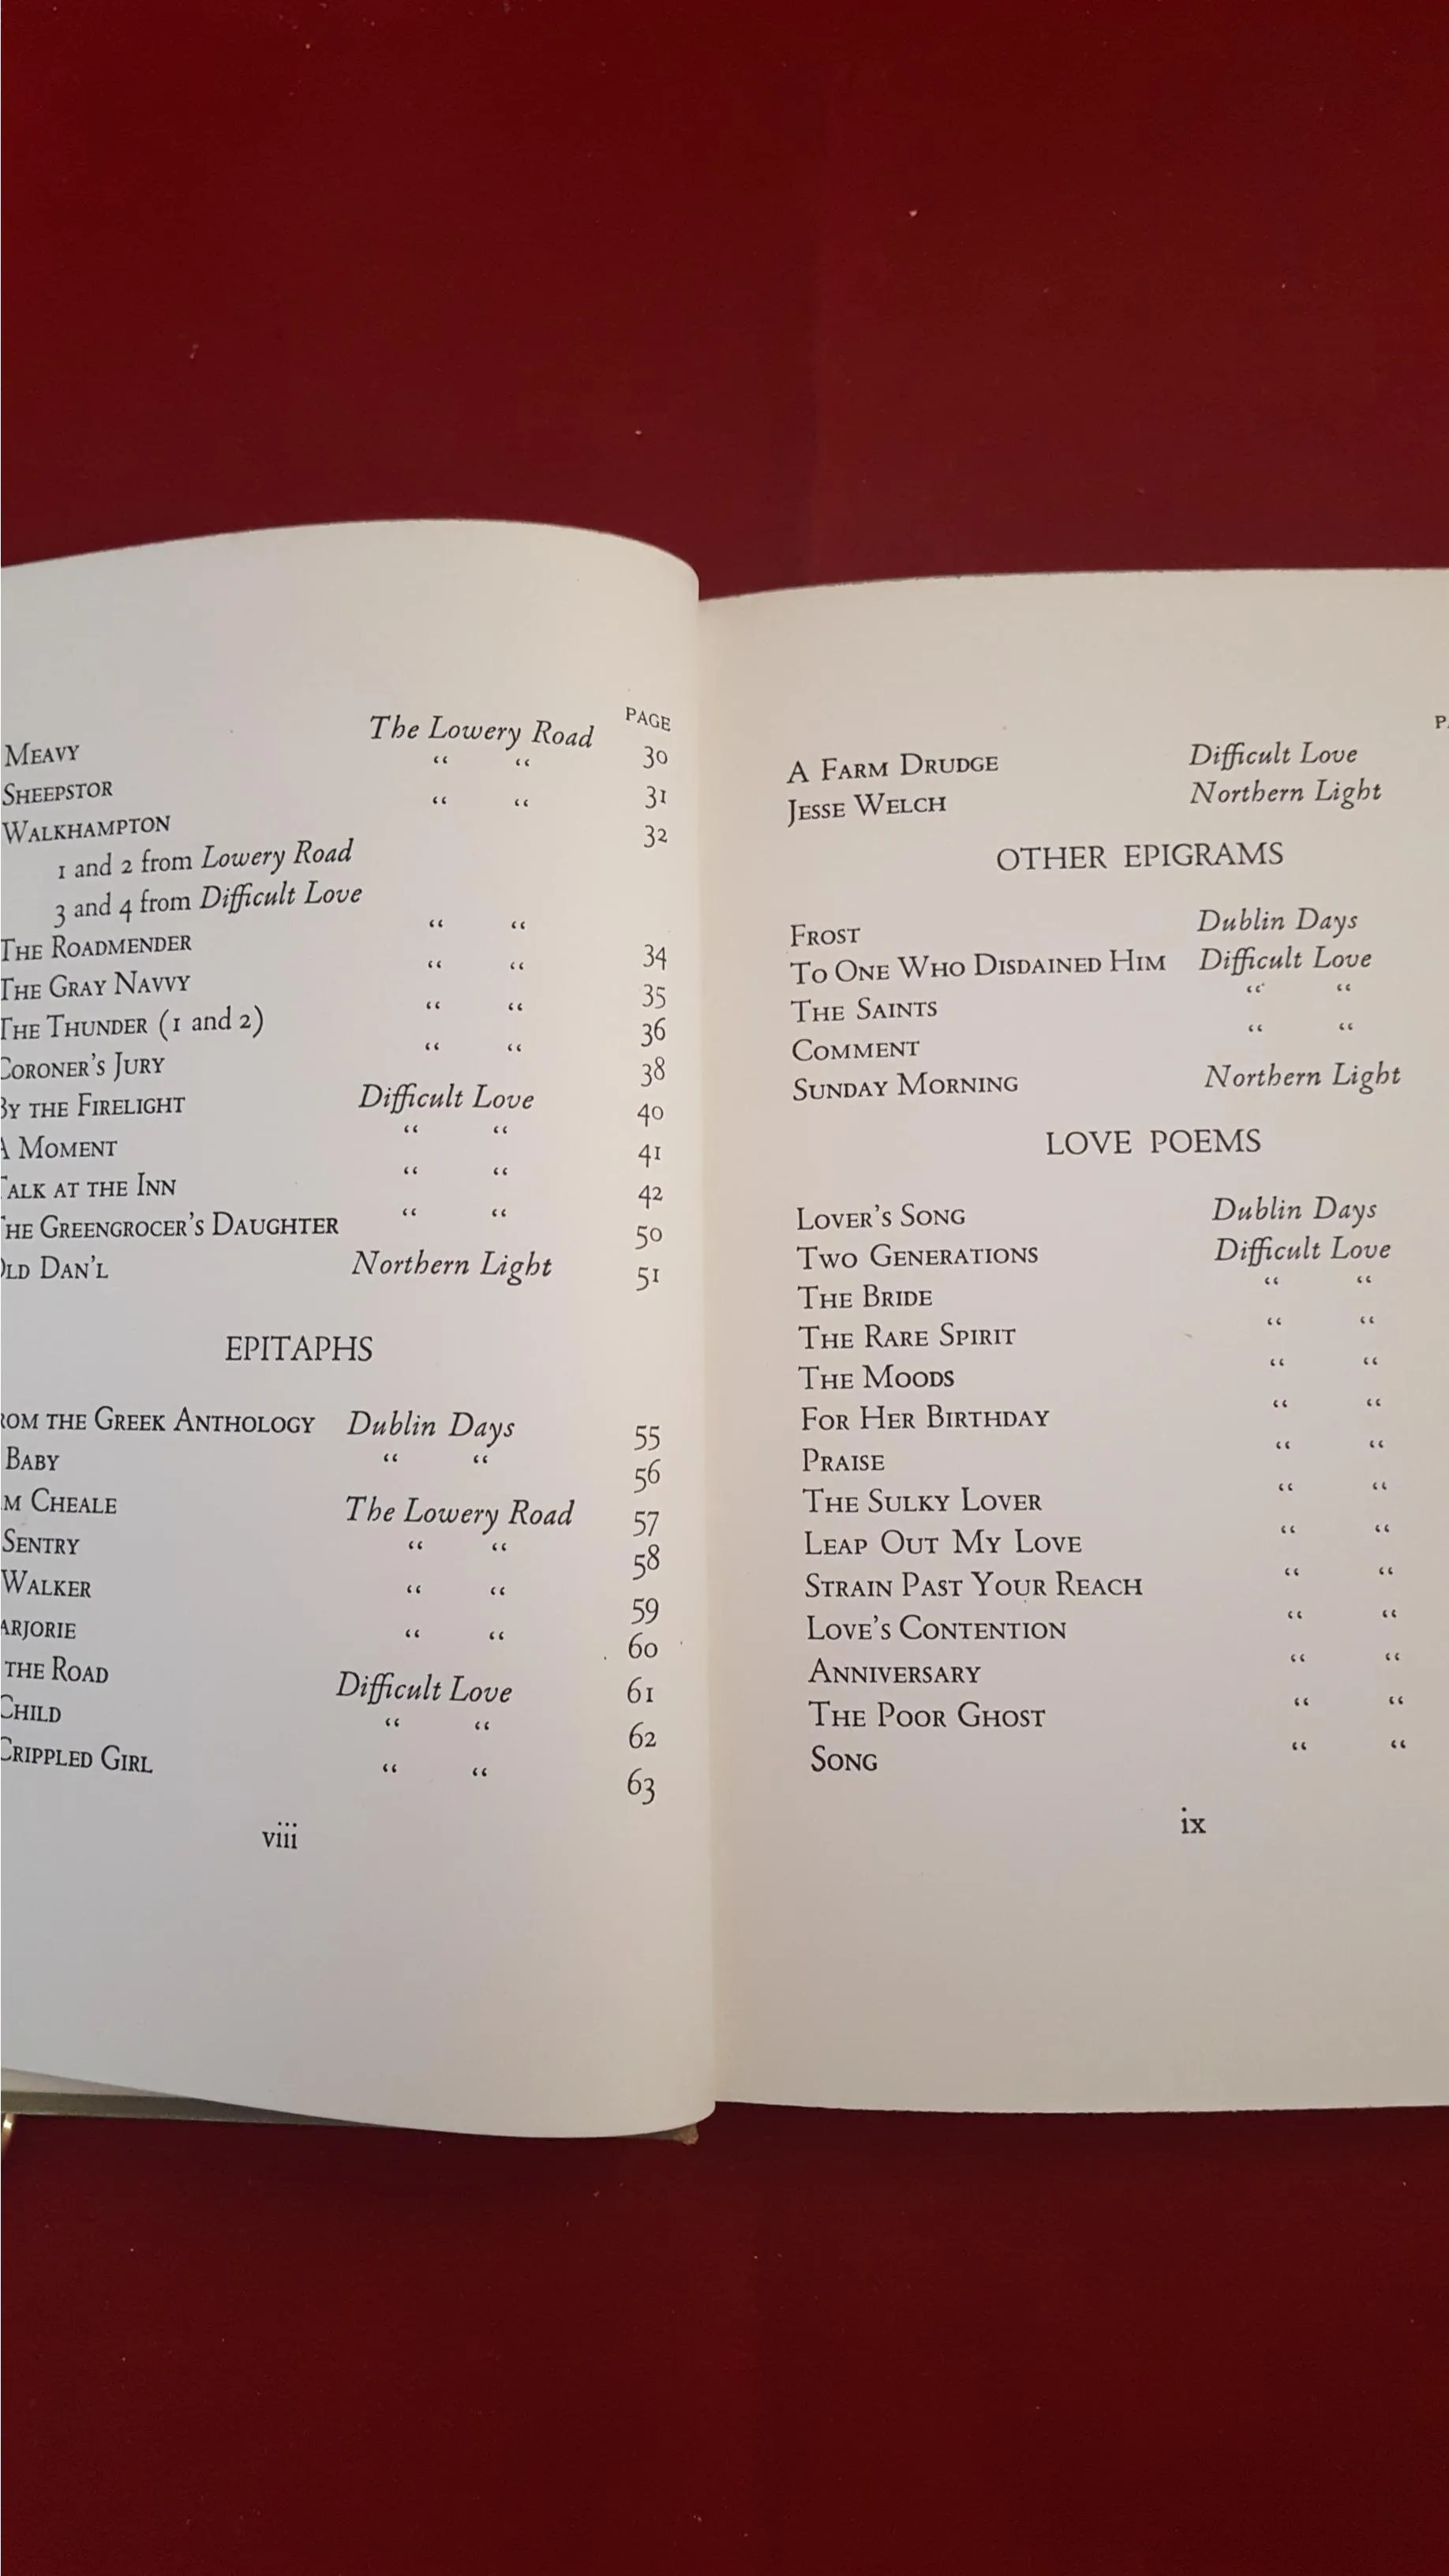 PAGE
MEAVY The Lowery Road 30
SHEEPSTOR “ “ 31
WALKHAMPTON “ “ 32
1 and 2 from Lowery Road
3 and 4 from Difficult Love
THE ROADMENDER “ “ 34
THE GRAY NAVVY “ “ 35
THE THUNDER (1 and 2) “ “ 36
CORONER'S JURY “ “ 38
BY THE FIRELIGHT Difficult Love 40
A MOMENT “ “ 41
TALK AT THE INN “ “ 42
THE GREENGROCER'S DAUGHTER “ “ 50
OLD DAN'L Northern Light 51
EPITAPHS
ROM THE GREEK ANTHOLOGY Dublin Days 55
BABY “ “ 56
M CHEALE The Lowery Road 57
SENTRY “ “ 58
WALKER “ “ 59
ARJORIE “ “ 60
THE ROAD Difficult Love 61
CHILD “ “ 62
CRIPPLED GIRL “ “ 63
viii
P
A FARM DRUDGE Difficult Love
JESSE WELCH Northern Light
OTHER EPIGRAMS
FROST Dublin Days
TO ONE WHO DISDAINED HIM Difficult Love
THE SAINTS “ “
COMMENT “ “
SUNDAY MORNING Northern Light
LOVE POEMS
LOVER'S SONG Dublin Days
TWO GENERATIONS Difficult Love
THE BRIDE “ “
THE RARE SPIRIT “ “
THE MOODS “ “
FOR HER BIRTHDAY “ “
PRAISE “ “
THE SULKY LOVER “ “
LEAP OUT MY LOVE “ “
STRAIN PAST YOUR REACH “ “
LOVE'S CONTENTION “ “
ANNIVERSARY “ “
THE POOR GHOST “ “
SONG “ “
ix